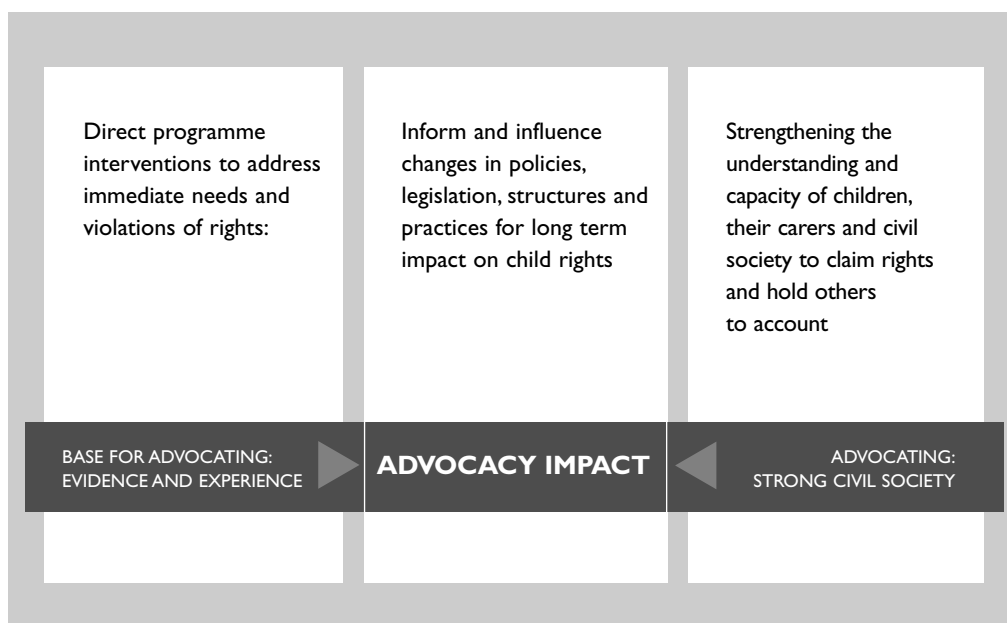 Direct programme
interventions to address
immediate needs and
violations of rights:
Inform and influence
changes in policies,
legislation, structures and
practices for long term
impact on child rights
Strengthening the
understanding and
capacity of children,
their carers and civil
society to claim rights
and hold others
to account
BASE FOR ADVOCATING:
EVIDENCE AND EXPERIENCE
ADVOCACY IMPACT
ADVOCATING:
STRONG CIVIL SOCIETY